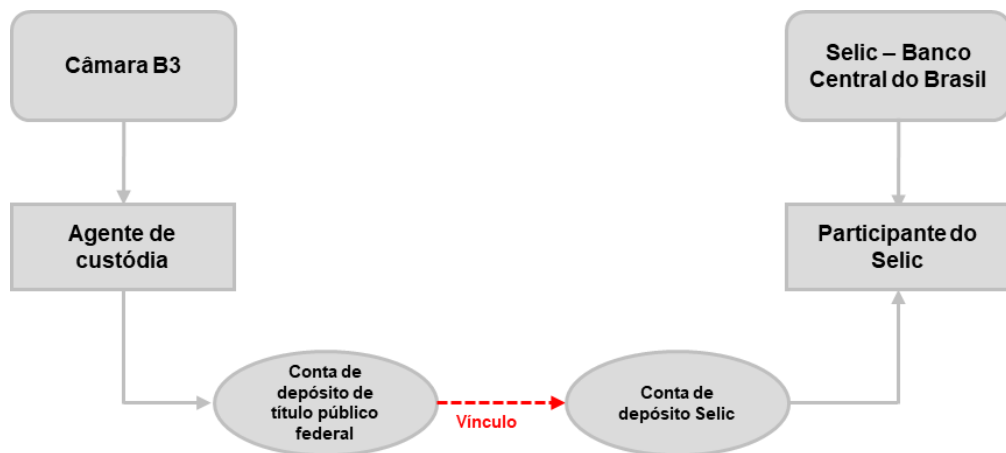 Câmara B3
Selic – Banco
Central do Brasil
Agente de
custódia
Participante do
Selic
Conta de
depósito de
título público
federal
Vínculo
Conta de
depósito Selic